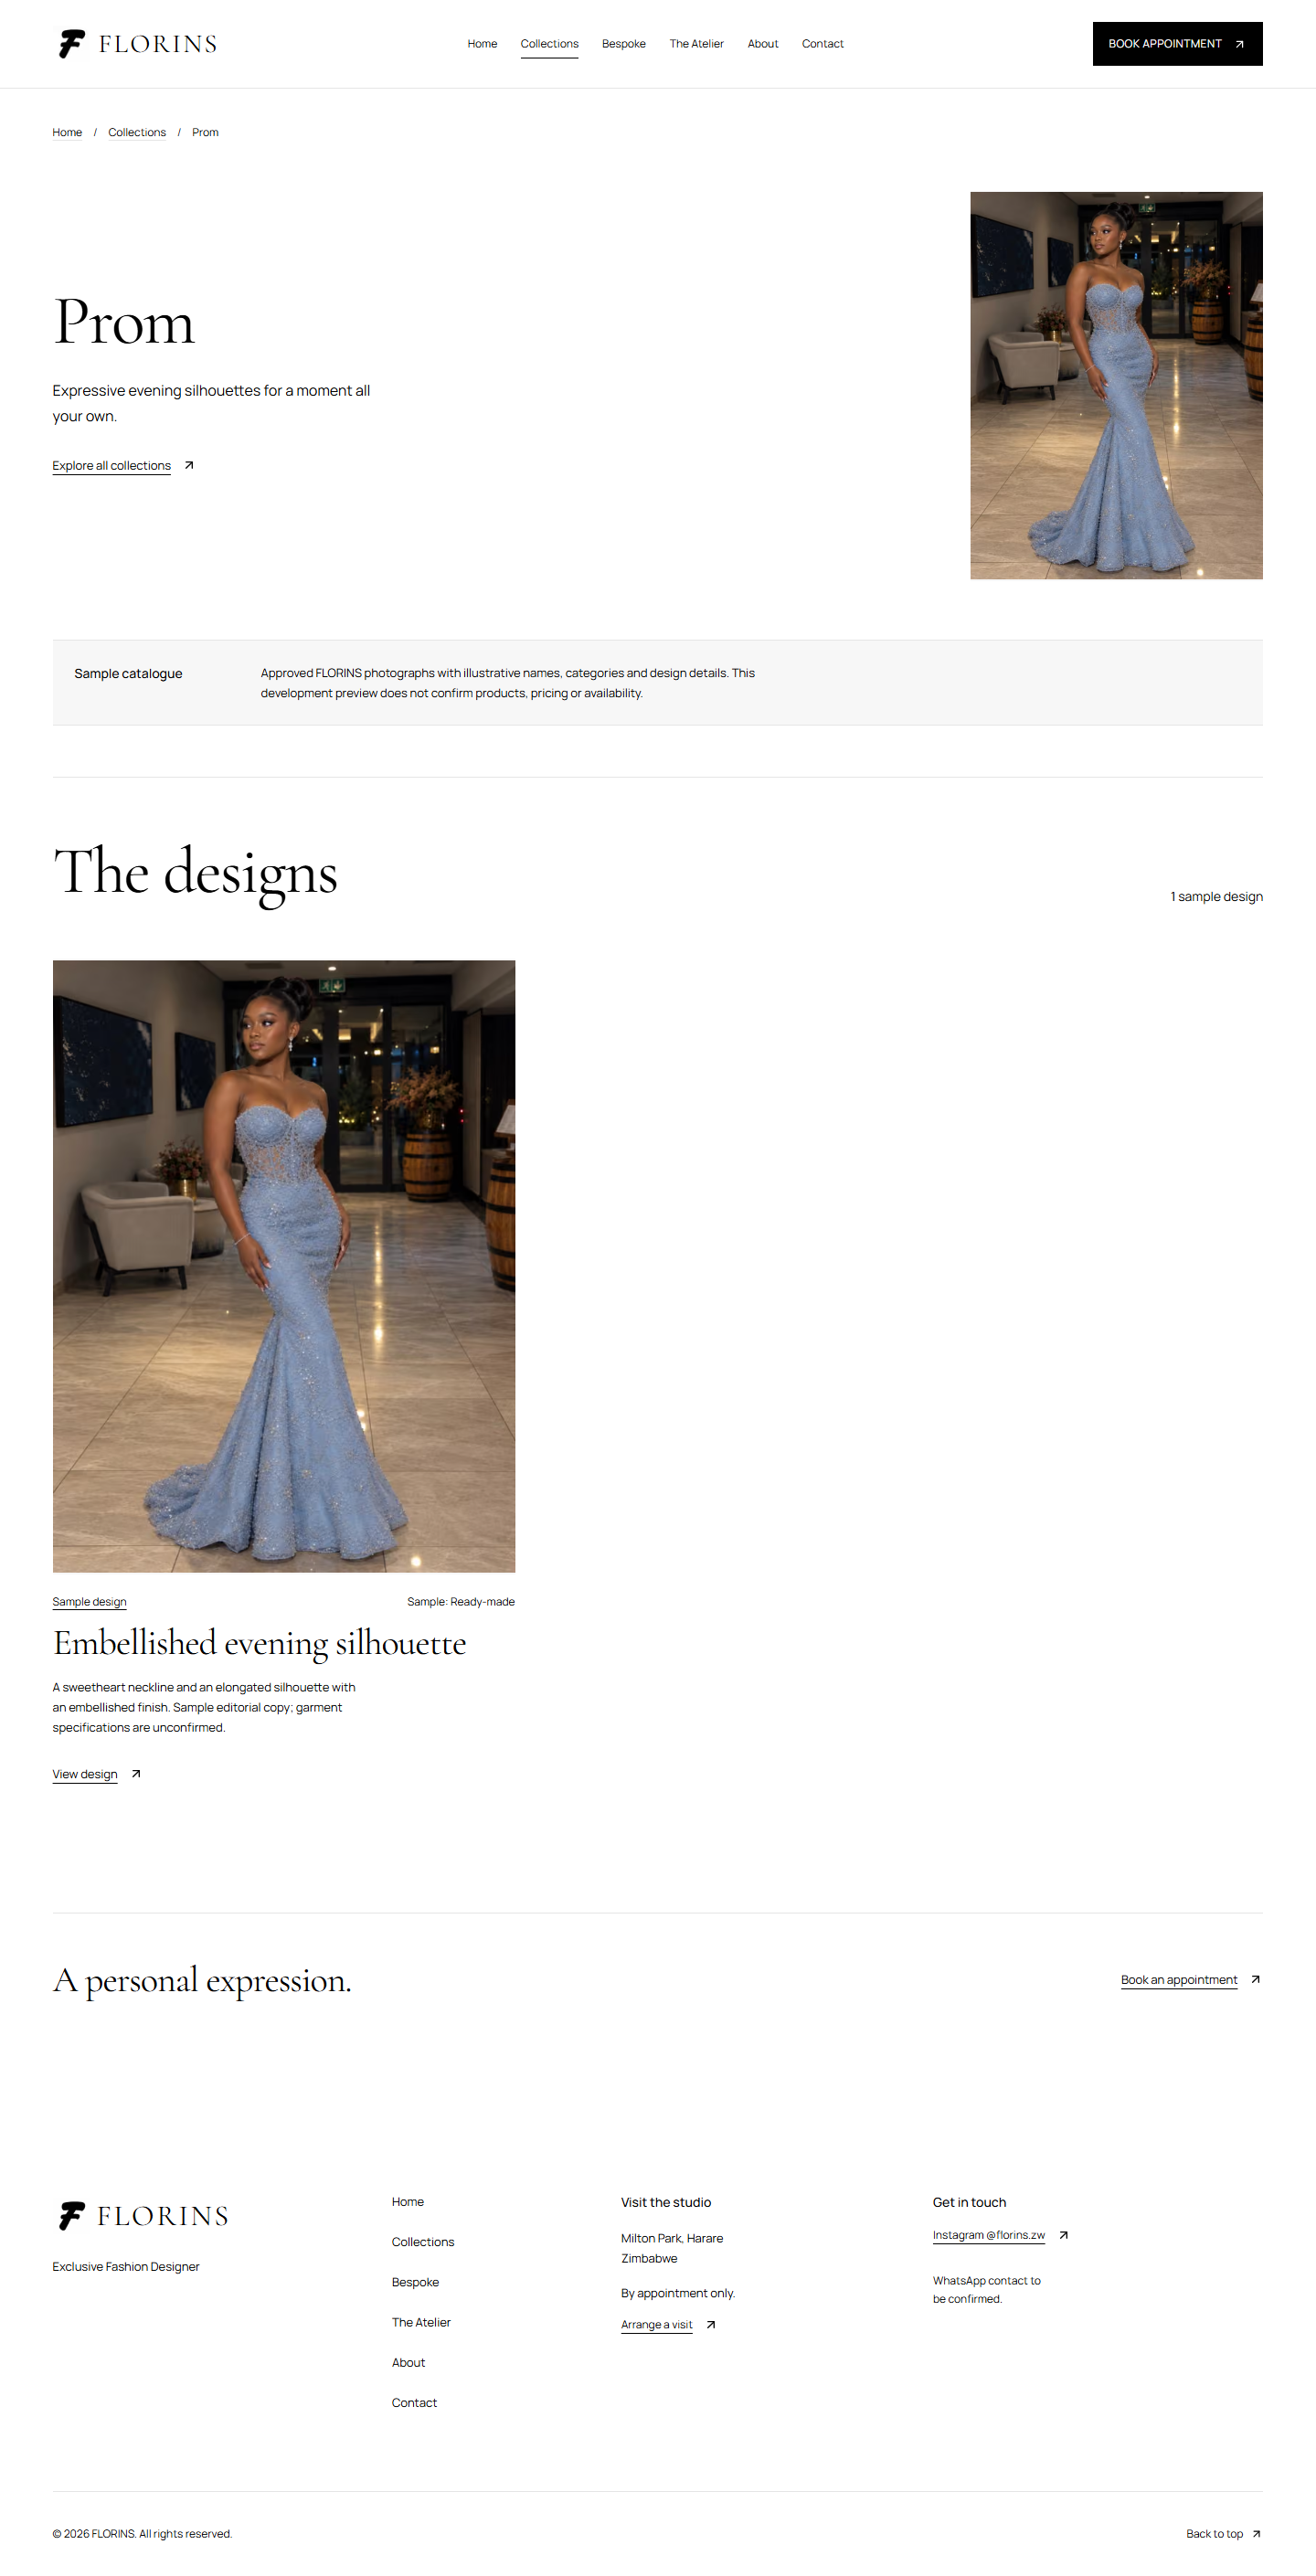 FLORINS
Home Collections Bespoke The Atelier About Contact
BOOK APPOINTMENT
Home / Collections / Prom
Prom
Expressive evening silhouettes for a moment all
your own.
Explore all collections
Sample catalogue
Approved FLORINS photographs with illustrative names, categories and design details. This
development preview does not confirm products, pricing or availability.
The designs
1 sample design
Sample design
Sample: Ready-made
Embellished evening silhouette
A sweetheart neckline and an elongated silhouette with
an embellished finish. Sample editorial copy; garment
specifications are unconfirmed.
View design
A personal expression.
Book an appointment
FLORINS
Exclusive Fashion Designer
Home
Collections
Bespoke
The Atelier
About
Contact
Visit the studio
Milton Park, Harare
Zimbabwe
By appointment only.
Arrange a visit
Get in touch
Instagram @florins.zw
WhatsApp contact to
be confirmed.
© 2026 FLORINS. All rights reserved.
Back to top